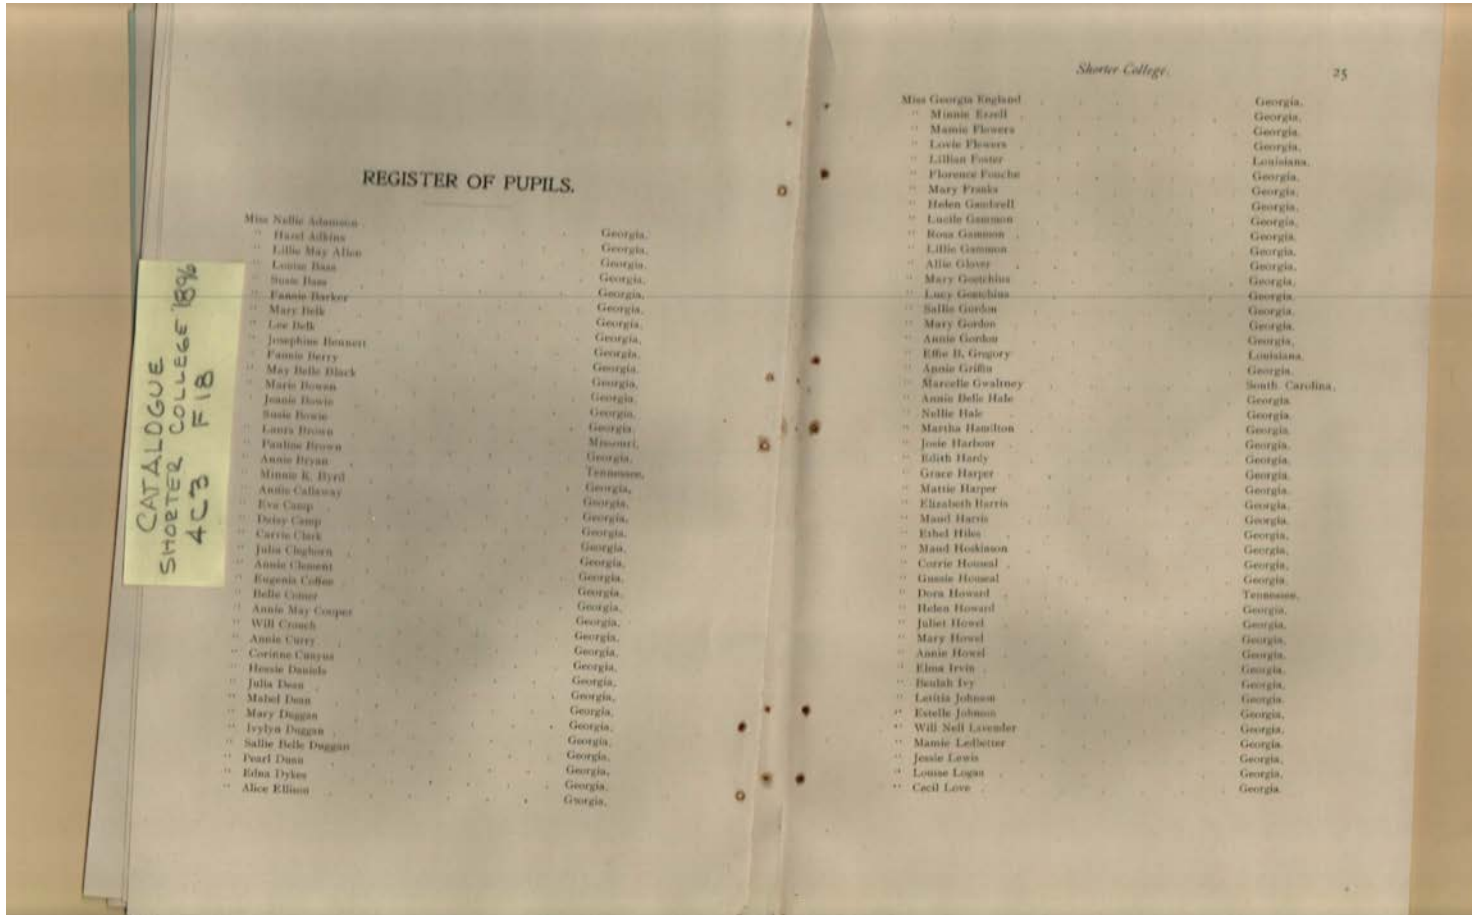 CATALOGUE
SHORTER COLLEGE 1896
4C3 F18
REGISTER OF PUPILS.
Miss Nellie Adamson Georgia.
" Hazel Adkins Georgia.
" Lillie May Allen Georgia.
" Louise Bass Georgia.
" Susie Bass Georgia.
" Fannie Barker Georgia.
" Mary Belk Georgia.
" Lee Belk Georgia.
" Josephine Bennett Georgia.
" Fannie Berry Georgia.
" May Belle Black Georgia.
" Marie Bowen Georgia.
" Jeanie Bowie Georgia.
" Susie Bowie Georgia.
" Laura Brown Missouri.
" Pauline Brown Georgia.
" Annie Bryan Tennessee.
" Minnie K. Byrd Georgia.
" Annie Callaway Georgia.
" Eva Camp Georgia.
" Daisy Camp Georgia.
" Carrie Clark Georgia.
" Julia Cleghorn Georgia.
" Annie Clement Georgia.
" Eugenia Coffee Georgia.
" Belle Comer Georgia.
" Annie May Cooper Georgia.
" Will Crouch Georgia.
" Annie Curry Georgia.
" Corinne Cunyus Georgia.
" Hessie Daniels Georgia.
" Julia Dean Georgia.
" Mabel Dean Georgia.
" Mary Duggan Georgia.
" Ivylyn Duggan Georgia.
" Sallie Belle Duggan Georgia.
" Pearl Dunn Georgia.
" Edna Dykes Georgia.
" Alice Ellison Georgia.
Shorter College. 25
Miss Georgia England Georgia.
" Minnie Ezzell Georgia.
" Mamie Flowers Georgia.
" Lovie Flowers Georgia.
" Lillian Foster Louisiana.
" Florence Fouche Georgia.
" Mary Franks Georgia.
" Helen Gambrell Georgia.
" Lucile Gammon Georgia.
" Rosa Gammon Georgia.
" Lillie Gammon Georgia.
" Allie Glover Georgia.
" Mary Goetchius Georgia.
" Lucy Goetchius Georgia.
" Sallie Gordon Georgia.
" Mary Gordon Georgia.
" Annie Gordon Georgia.
" Effie B. Gregory Louisiana.
" Annie Griffin Georgia.
" Marcelle Gwaltney South Carolina.
" Annie Belle Hale Georgia.
" Nellie Hale Georgia.
" Martha Hamilton Georgia.
" Josie Harbour Georgia.
" Edith Hardy Georgia.
" Grace Harper Georgia.
" Mattie Harper Georgia.
" Elizabeth Harris Georgia.
" Maud Harris Georgia.
" Ethel Hiles Georgia.
" Maud Hoskinson Georgia.
" Corrie Houseal Georgia.
" Gussie Houseal Georgia.
" Dora Howard Tennessee.
" Helen Howard Georgia.
" Juliet Howel Georgia.
" Mary Howel Georgia.
" Annie Howel Georgia.
" Elma Irvin Georgia.
" Beulah Ivy Georgia.
" Letitia Johnson Georgia.
" Estelle Johnson Georgia.
" Will Nell Lavender Georgia.
" Mamie Ledbetter Georgia.
" Jessie Lewis Georgia.
" Louise Logan Georgia.
" Cecil Love Georgia.